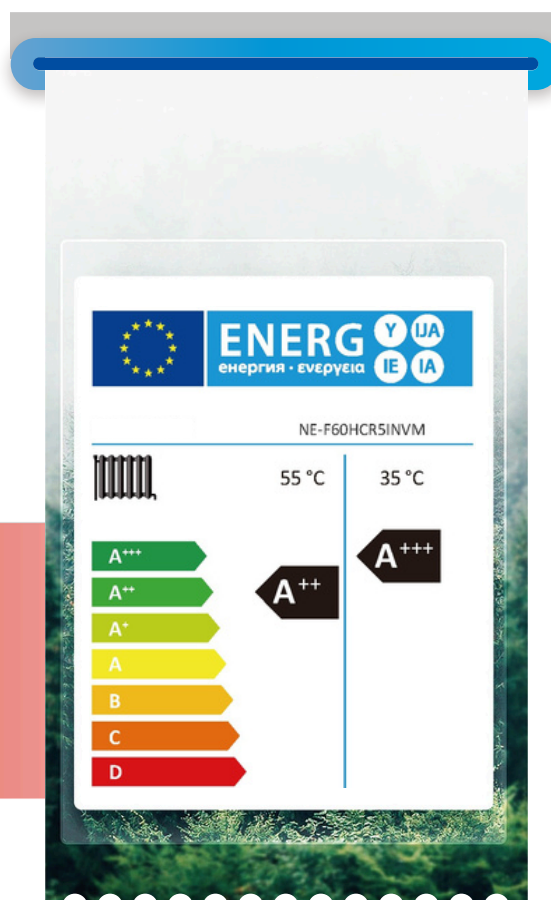 ENERG Y IJA
енергия · ενεργεια IE IA
NE-F60HCR5INVM
55 °C 35 °C
A+++ A+++
A++ A++
A+
A
B
C
D